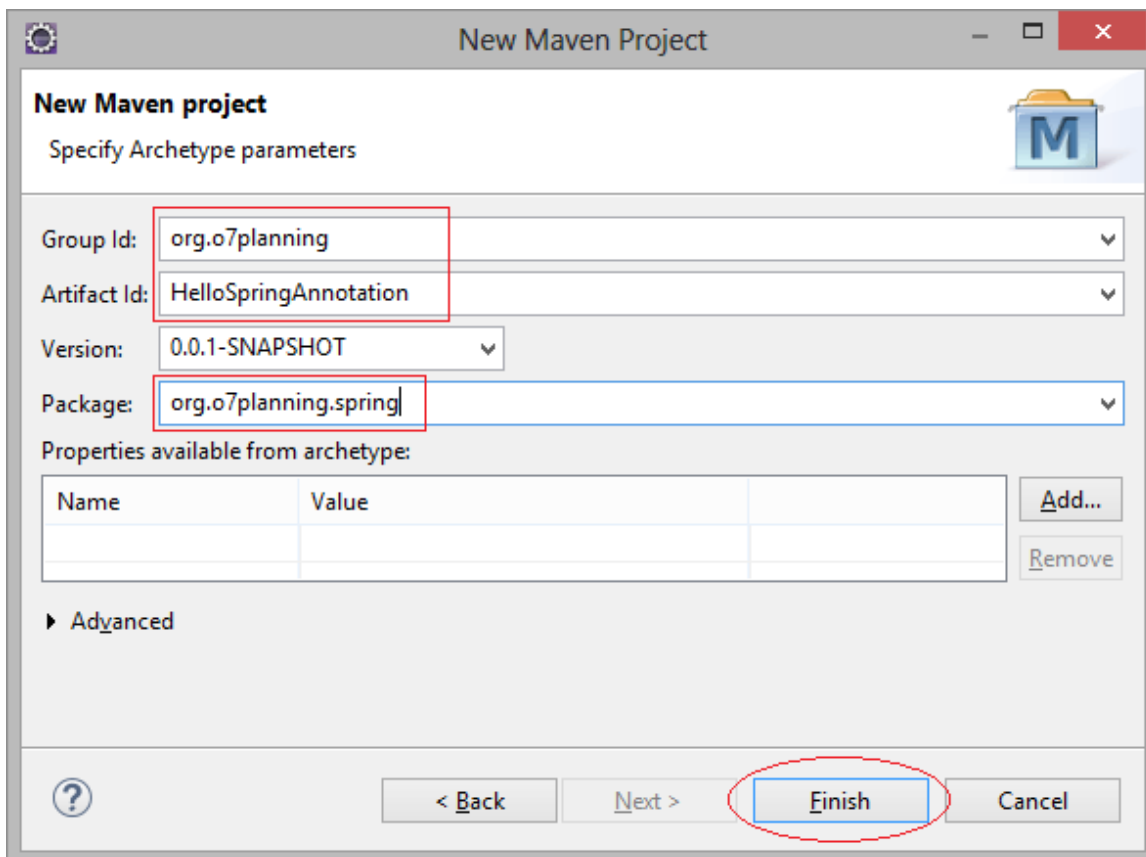 New Maven Project
New Maven project
Specify Archetype parameters
M
Group Id: org.o7planning
Artifact Id: HelloSpringAnnotation
Version: 0.0.1-SNAPSHOT
Package: org.o7planning.spring
Properties available from archetype:
Name Value
Add...
Remove
Advanced
? < Back Next > Finish Cancel